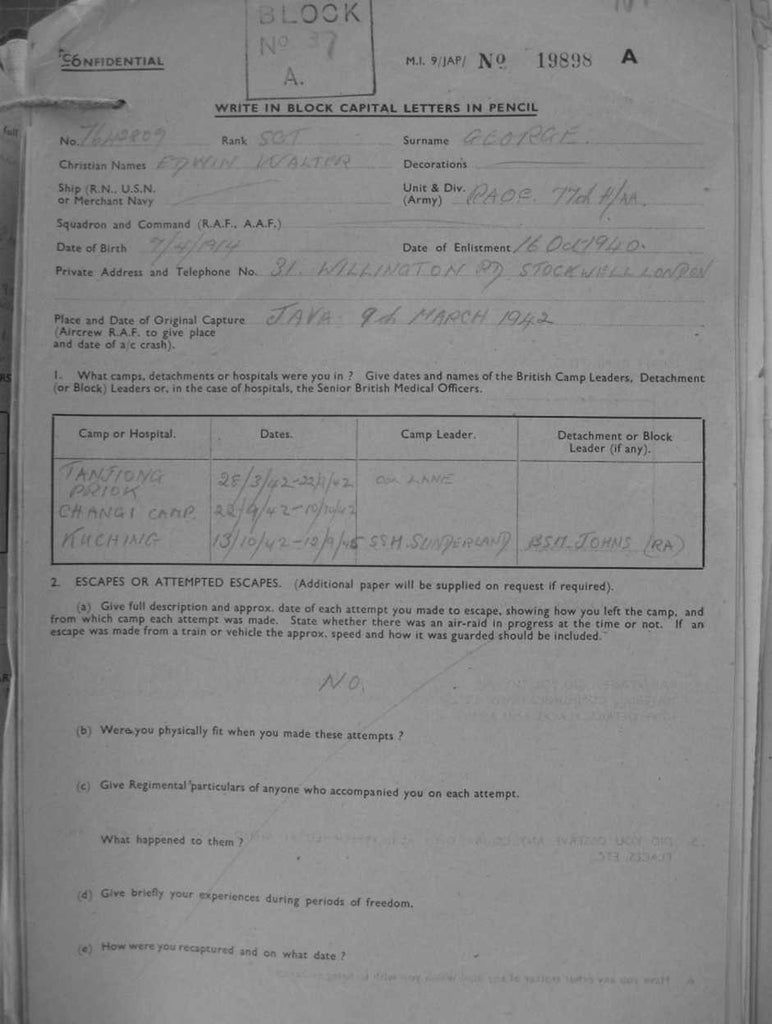 BLOCK
No 37
A.
CONFIDENTIAL
M.I. 9/JAP/ No 19898 A
WRITE IN BLOCK CAPITAL LETTERS IN PENCIL
No. 7642809 Rank SGT Surname GEORGE.
Christian Names EDWIN WALTER Decorations
Ship (R.N., U.S.N. or Merchant Navy
Unit & Div. (Army) RAOC. 77th H/AA.
Squadron and Command (R.A.F., A.A.F.)
Date of Birth 7/4/1914 Date of Enlistment 16 Oct 1940.
Private Address and Telephone No. 31. WILLINGTON RD STOCKWELL LONDON
Place and Date of Original Capture JAVA 9th MARCH 1942
(Aircrew R.A.F. to give place
and date of a/c crash).
1. What camps, detachments or hospitals were you in ? Give dates and names of the British Camp Leaders, Detachment
(or Block) Leaders or, in the case of hospitals, the Senior British Medical Officers.
Camp or Hospital. Dates. Camp Leader. Detachment or Block Leader (if any).
TANJIONG PRIOK 28/3/42-22/9/42 LANE
CHANGI CAMP. 22/9/42-10/10/42
KUCHING 13/10/42-12/9/45 SSM. SUNDERLAND BSM. JOHNS (RA)
2. ESCAPES OR ATTEMPTED ESCAPES. (Additional paper will be supplied on request if required).
(a) Give full description and approx. date of each attempt you made to escape, showing how you left the camp, and
from which camp each attempt was made. State whether there was an air-raid in progress at the time or not. If an
escape was made from a train or vehicle the approx. speed and how it was guarded should be included.
NO.
(b) Were you physically fit when you made these attempts ?
(c) Give Regimental particulars of anyone who accompanied you on each attempt.
What happened to them ?
(d) Give briefly your experiences during periods of freedom.
(e) How were you recaptured and on what date ?